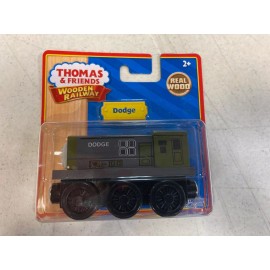 THOMAS
& FRIENDS
WOODEN RAILWAY
2+
REAL
WOOD
Dodge
DODGE